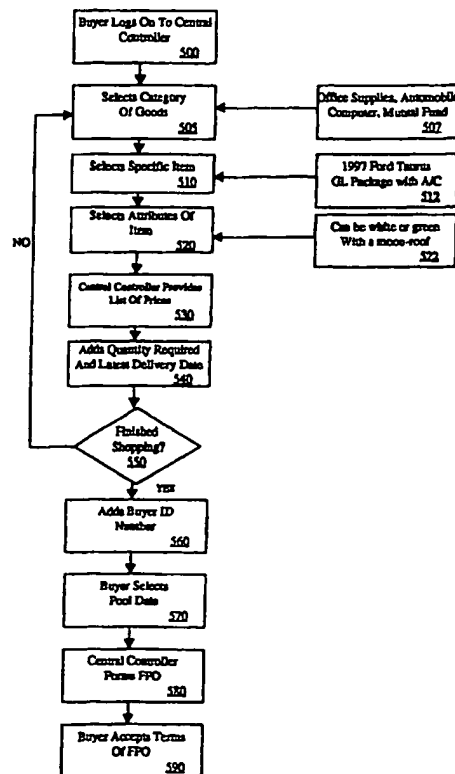 Buyer Logs On To Central
Controller
500
Selects Category
Of Goods
505
Office Supplies, Automobile
Computer, Mutual Fund
507
Selects Specific Item
510
1997 Ford Taurus
GL Package with A/C
512
Selects Attributes Of
Item
520
Can be white or green
With a moon-roof
522
NO
Central Controller Provides
List Of Prices
530
Adds Quantity Required
And Latest Delivery Date
540
Finished
Shopping?
550
YES
Adds Buyer ID
Number
560
Buyer Selects
Pool Date
570
Central Controller
Forms FPO
580
Buyer Accepts Terms
Of FPO
590